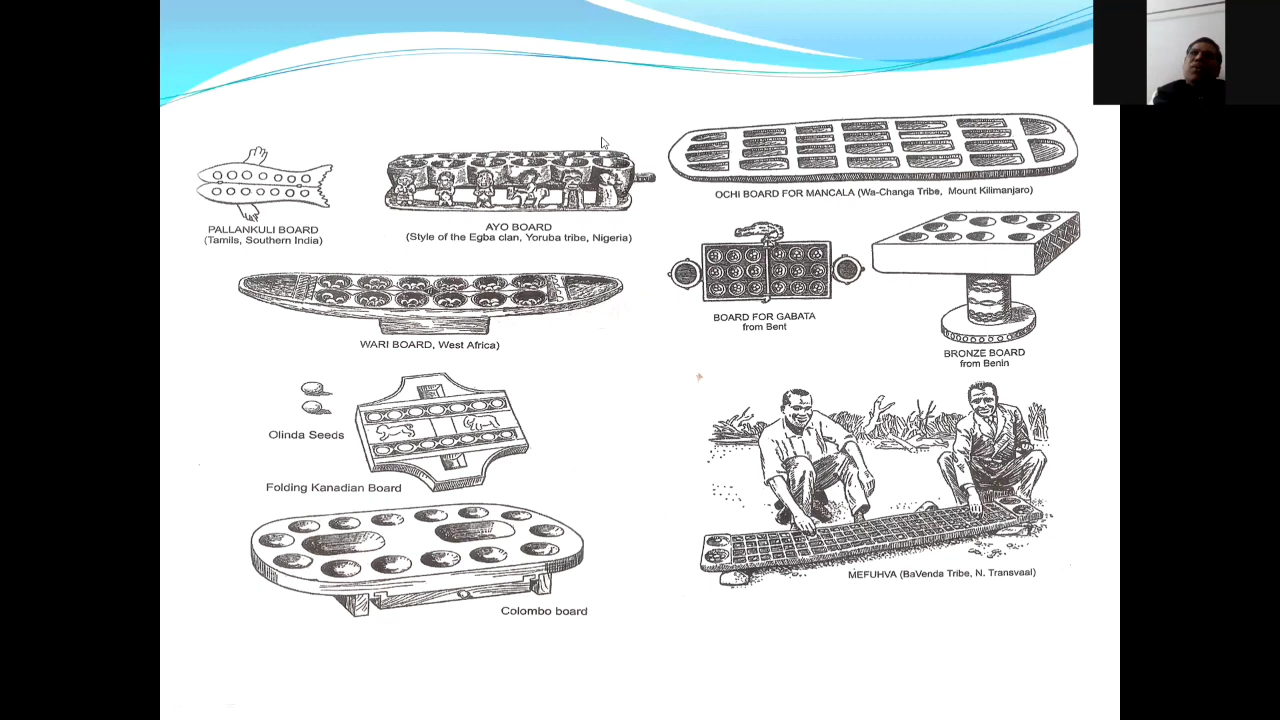 PALLANKULI BOARD
(Tamils, Southern India)
AYO BOARD
(Style of the Egba clan, Yoruba tribe, Nigeria)
OCHI BOARD FOR MANCALA (Wa-Changa Tribe, Mount Kilimanjaro)
WARI BOARD, West Africa)
BOARD FOR GABATA
from Bent
BRONZE BOARD
from Benin
Olinda Seeds
Folding Kanadian Board
Colombo board
MEFUHVA (BaVenda Tribe, N. Transvaal)